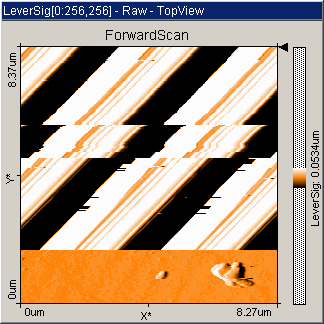 LeverSig[0:256,256] - Raw - TopView
ForwardScan
8.37um
Y*
0um
0um
X*
8.27um
LeverSig: 0.0534um